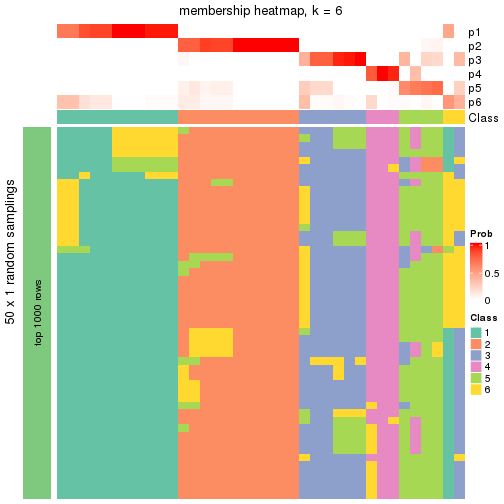 membership heatmap, k = 6
p1
p2
p3
p4
p5
p6
Class
50 x 1 random samplings
top 1000 rows
Prob
1
0.5
0
Class
1
2
3
4
5
6